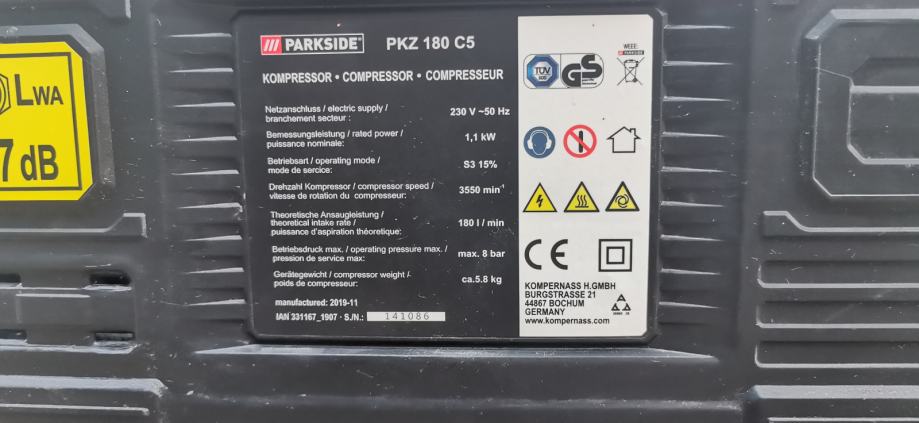 LWA
7 dB
PARKSIDE® PKZ 180 C5
KOMPRESSOR • COMPRESSOR • COMPRESSEUR
Netzanschluss / electric supply /
branchement secteur :
230 V ~50 Hz
Bemessungsleistung / rated power /
puissance nominale:
1,1 kW
Betriebsart / operating mode /
mode de sercice:
S3 15%
Drehzahl Kompressor / compressor speed /
vitesse de rotation du compresseur:
3550 min⁻¹
Theoretische Ansaugleistung /
theoretical intake rate /
puissance d'aspiration théoretique:
180 l / min
Betriebsdruck max. / operating pressure max. /
pression de service max:
max. 8 bar
Gerätegewicht / compressor weight /
poids de compresseur:
ca.5.8 kg
manufactured: 2019-11
IAN 331167_1907 · S./N.: 141086
TÜV
SÜD
GS
WEEE:
PARKSIDE
CE
KOMPERNASS H.GMBH
BURGSTRASSE 21
44867 BOCHUM
GERMANY
www.kompernass.com